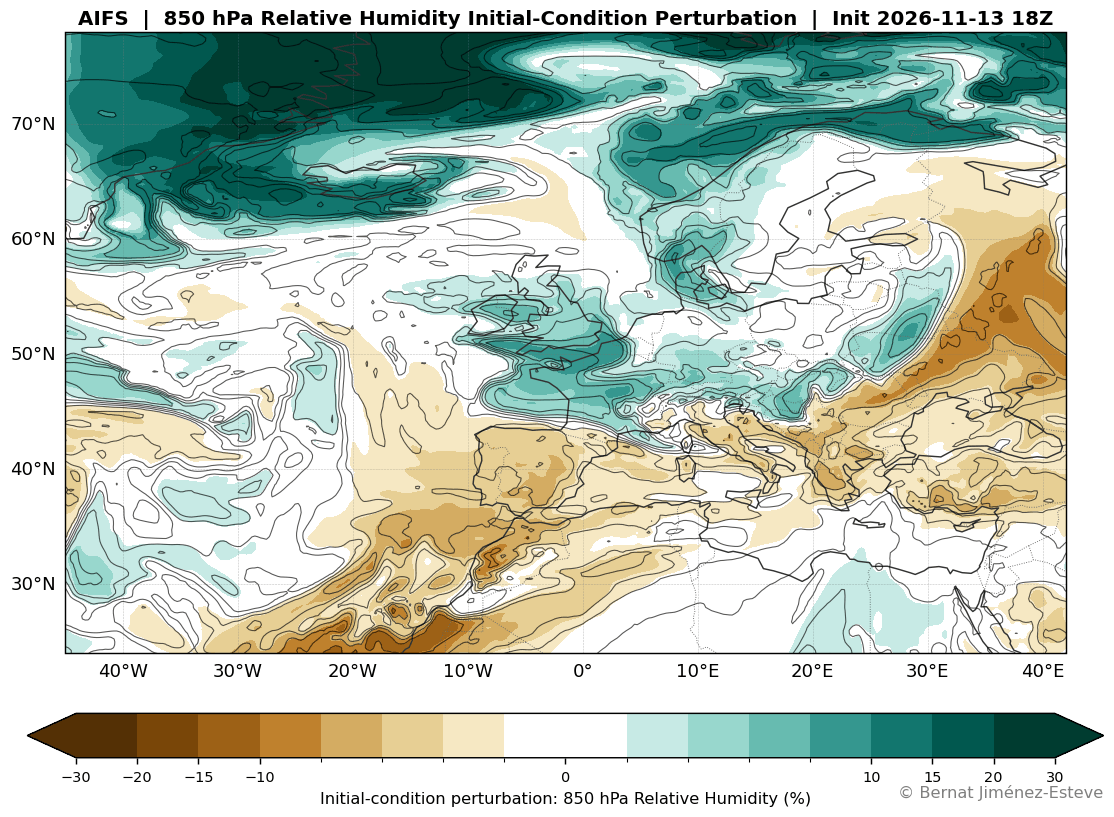 AIFS | 850 hPa Relative Humidity Initial-Condition Perturbation | Init 2026-11-13 18Z
70°N
60°N
50°N
40°N
30°N
40°W 30°W 20°W 10°W 0° 10°E 20°E 30°E 40°E
−30 −20 −15 −10 0 10 15 20 30
Initial-condition perturbation: 850 hPa Relative Humidity (%)
© Bernat Jiménez-Esteve